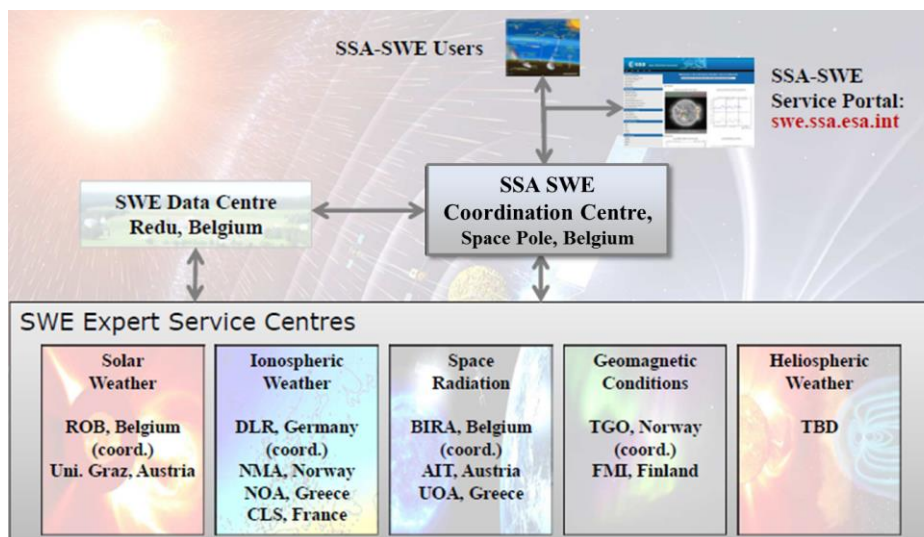 SSA-SWE Users
SSA-SWE
Service Portal:
swe.ssa.esa.int
SWE Data Centre
Redu, Belgium
SSA SWE
Coordination Centre,
Space Pole, Belgium
SWE Expert Service Centres
Solar
Weather
ROB, Belgium
(coord.)
Uni. Graz, Austria
Ionospheric
Weather
DLR, Germany
(coord.)
NMA, Norway
NOA, Greece
CLS, France
Space
Radiation
BIRA, Belgium
(coord.)
AIT, Austria
UOA, Greece
Geomagnetic
Conditions
TGO, Norway
(coord.)
FMI, Finland
Heliospheric
Weather
TBD